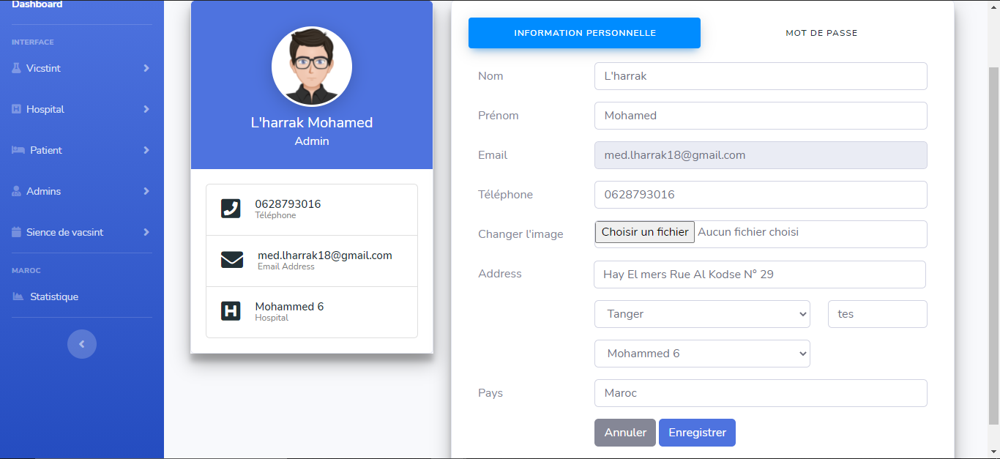 Dashboard
INTERFACE
Vicstint
Hospital
Patient
Admins
Sience de vacsint
MAROC
Statistique
L'harrak Mohamed
Admin
0628793016
Téléphone
med.lharrak18@gmail.com
Email Address
Mohammed 6
Hospital
INFORMATION PERSONNELLE
MOT DE PASSE
Nom
L'harrak
Prénom
Mohamed
Email
med.lharrak18@gmail.com
Téléphone
0628793016
Changer l'image
Choisir un fichier Aucun fichier choisi
Address
Hay El mers Rue Al Kodse N° 29
Tanger
tes
Mohammed 6
Pays
Maroc
Annuler
Enregistrer